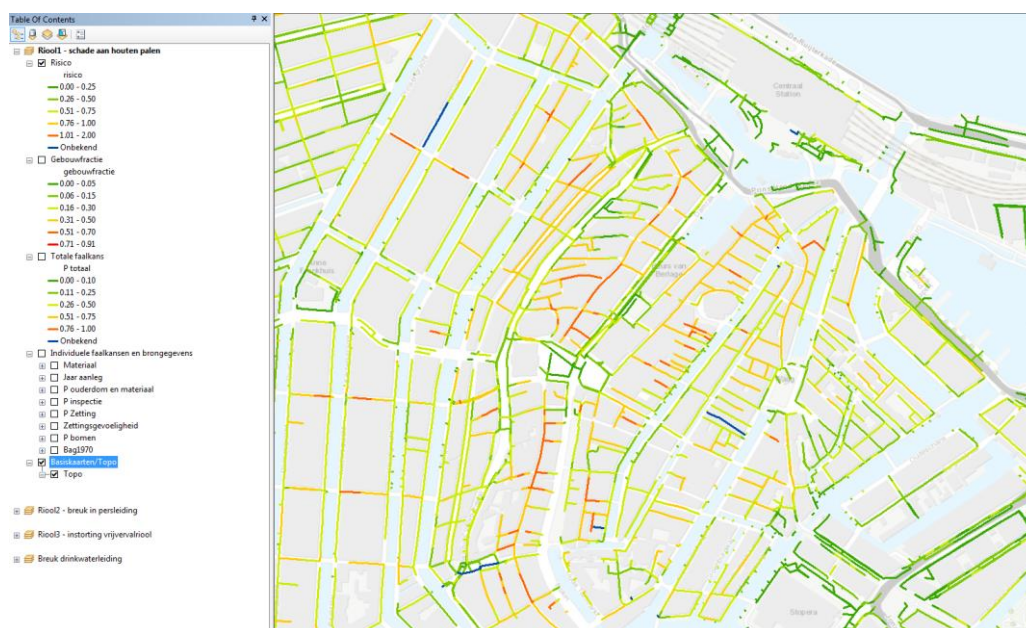 Table Of Contents
Riool1 - schade aan houten palen
Risico
risico
0.00 - 0.25
0.26 - 0.50
0.51 - 0.75
0.76 - 1.00
1.01 - 2.00
Onbekend
Gebouwfractie
gebouwfractie
0.00 - 0.05
0.06 - 0.15
0.16 - 0.30
0.31 - 0.50
0.51 - 0.70
0.71 - 0.91
Totale faalkans
P totaal
0.00 - 0.10
0.11 - 0.25
0.26 - 0.50
0.51 - 0.75
0.76 - 1.00
Onbekend
Individuele faalkansen en brongegevens
Materiaal
Jaar aanleg
P ouderdom en materiaal
P inspectie
P Zetting
Zettingsgevoeligheid
P bomen
Bag1970
Basiskaarten/Topo
Topo
Riool2 - breuk in persleiding
Riool3 - instorting vrijvervalriool
Breuk drinkwaterleiding
De Ruijterkade
Centraal
Station
Beurs van
Berlage
Stopera